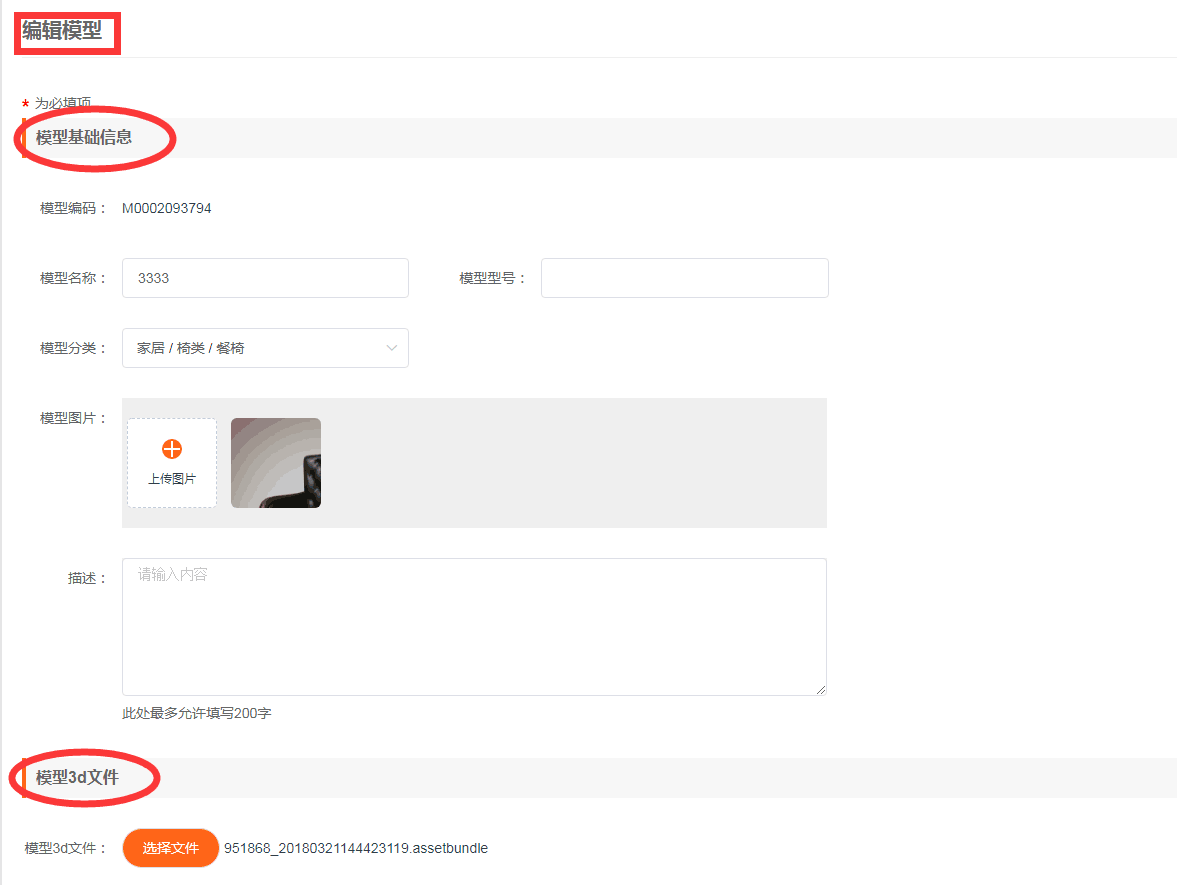 编辑模型
* 为必填项
模型基础信息
模型编码： M0002093794
模型名称： 3333 模型型号：
模型分类： 家居 / 椅类 / 餐椅
模型图片：
上传图片
描述： 请输入内容
此处最多允许填写200字
模型3d文件
模型3d文件： 选择文件 951868_20180321144423119.assetbundle